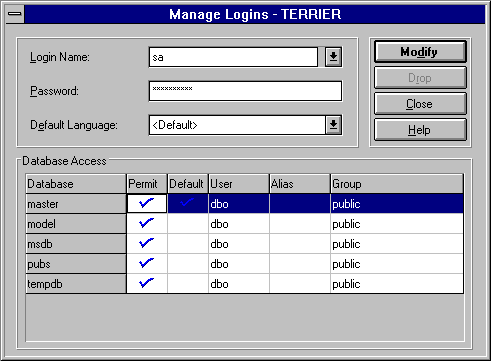 Manage Logins - TERRIER
Login Name: sa
Modify
Password: **********
Drop
Default Language: <Default>
Close
Help
Database Access
Database Permit Default User Alias Group
master dbo public
model dbo public
msdb dbo public
pubs dbo public
tempdb dbo public